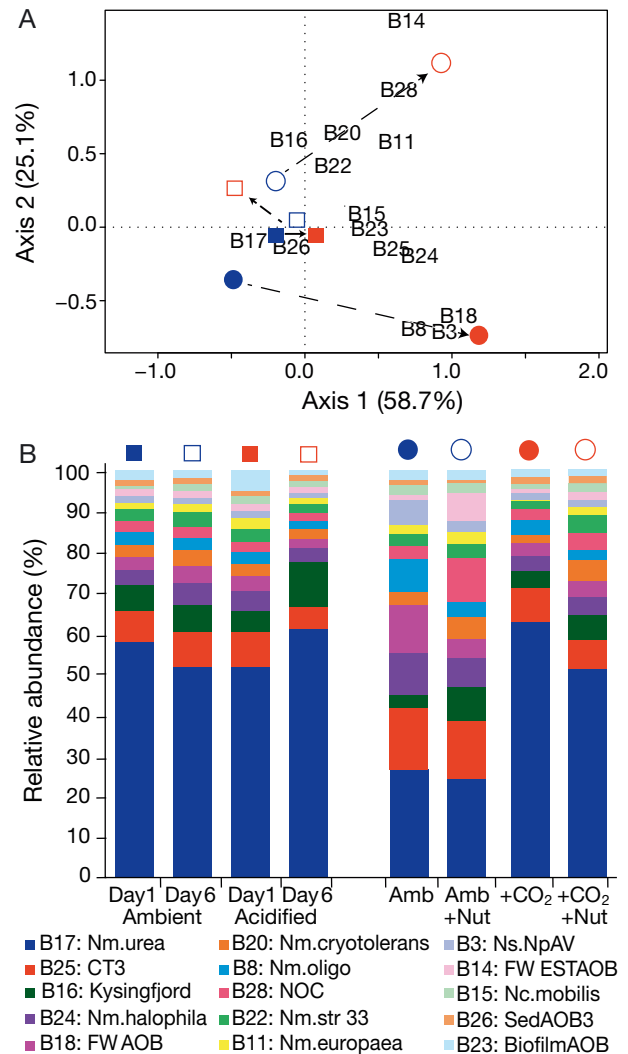 A
B14
1.0
B28
B20
B16
B11
B22
0.5
B15
B23
0.0
B17
B26
B25
B24
−0.5
B18
B8
B3
Axis 2 (25.1%)
−1.0
0.0
1.0
2.0
Axis 1 (58.7%)
B
100
90
80
70
60
50
40
30
20
10
0
Relative abundance (%)
Day1 Day6 Day1 Day6 Amb Amb +CO2 +CO2
Ambient Acidified +Nut +Nut
B17: Nm.urea B20: Nm.cryotolerans B3: Ns.NpAV
B25: CT3 B8: Nm.oligo B14: FW ESTAOB
B16: Kysingfjord B28: NOC B15: Nc.mobilis
B24: Nm.halophila B22: Nm.str 33 B26: SedAOB3
B18: FW AOB B11: Nm.europaea B23: BiofilmAOB